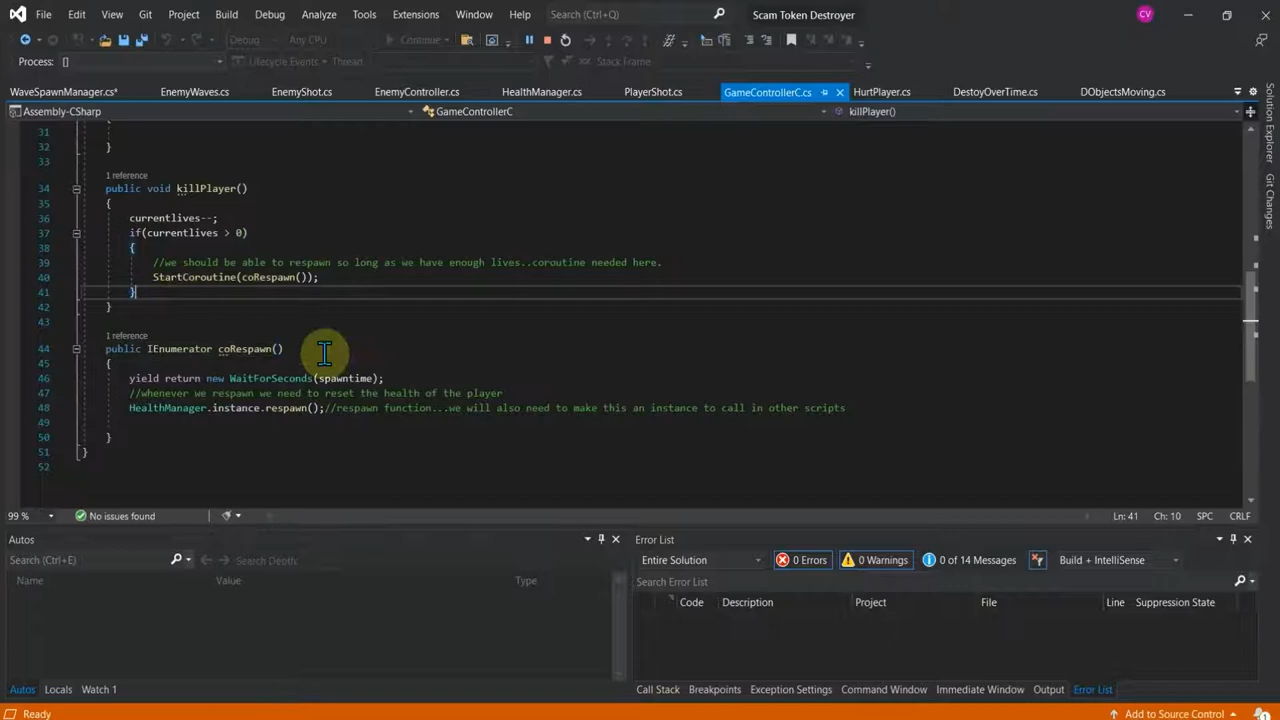 File Edit View Git Project Build Debug Analyze Tools Extensions Window Help Search (Ctrl+Q) Scam Token Destroyer CV
Debug Any CPU Continue
Process: [] Lifecycle Events Thread Stack Frame
WaveSpawnManager.cs* EnemyWaves.cs EnemyShot.cs EnemyController.cs HealthManager.cs PlayerShot.cs GameControllerC.cs HurtPlayer.cs DestoyOverTime.cs DObjectsMoving.cs
Assembly-CSharp GameControllerC killPlayer()
31
32 }
33
1 reference
34 public void killPlayer()
35 {
36 currentlives--;
37 if(currentlives > 0)
38 {
39 //we should be able to respawn so long as we have enough lives..coroutine needed here.
40 StartCoroutine(coRespawn());
41 }
42 }
43
1 reference
44 public IEnumerator coRespawn()
45 {
46 yield return new WaitForSeconds(spawntime);
47 //whenever we respawn we need to reset the health of the player
48 HealthManager.instance.respawn();//respawn function...we will also need to make this an instance to call in other scripts
49
50 }
51 }
52
99 % No issues found Ln: 41 Ch: 10 SPC CRLF
Autos
Search (Ctrl+E) Search Depth:
Name Value Type
Error List
Entire Solution 0 Errors 0 Warnings 0 of 14 Messages Build + IntelliSense
Search Error List
Code Description Project File Line Suppression State
Autos Locals Watch 1
Call Stack Breakpoints Exception Settings Command Window Immediate Window Output Error List
Ready Add to Source Control
Solution Explorer
Git Changes